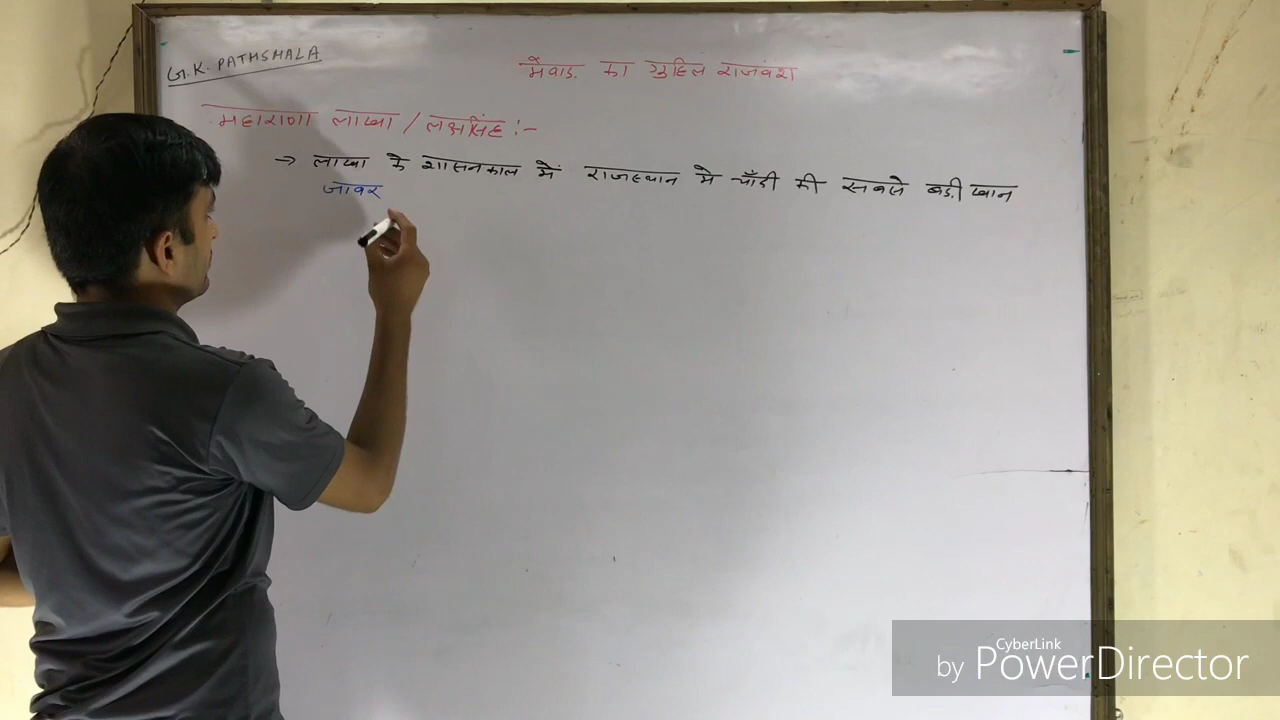 G.K. PATHSHALA
मेवाड़ का गुहिल राजवंश
महाराणा लाखा / लक्षसिंह :-
→ लाखा के शासनकाल में राजस्थान मे चाँदी की सबसे बड़ी खान
जावर
CyberLink
by PowerDirector